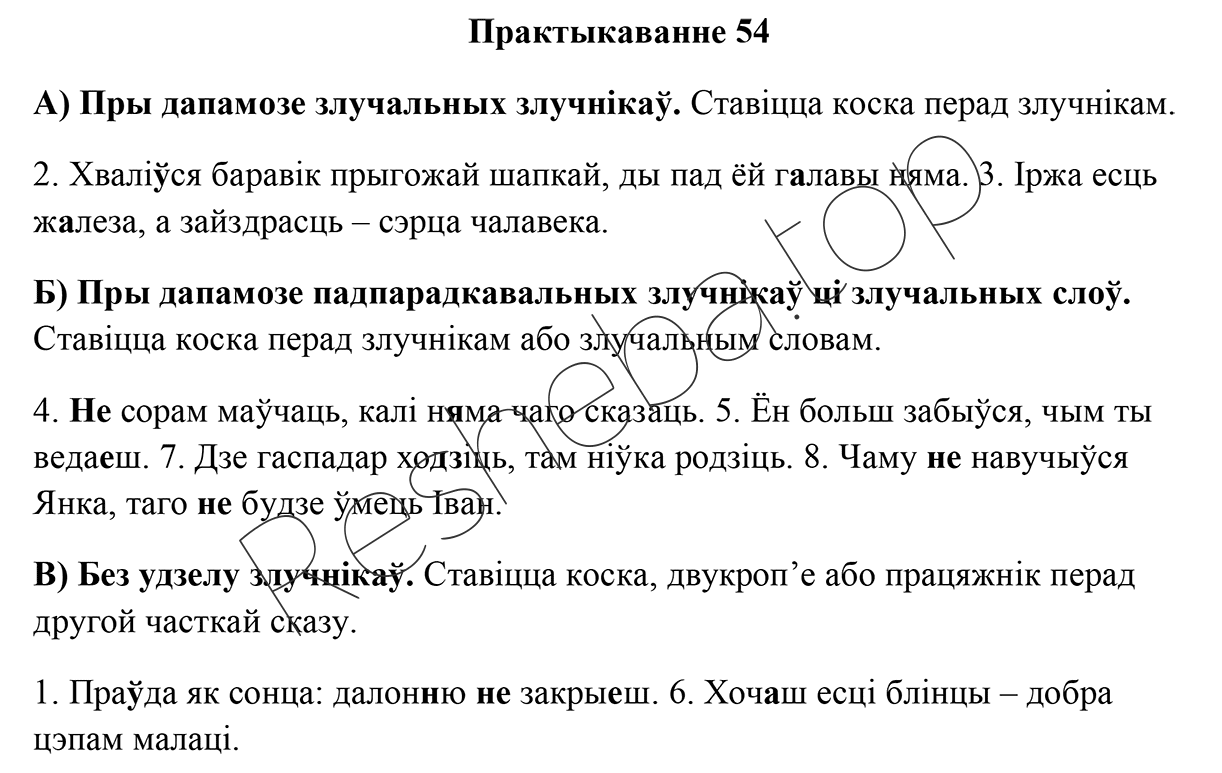 Практыкаванне 54
А) Пры дапамозе злучальных злучнікаў. Ставіцца коска перад злучнікам.
2. Хваліўся баравік прыгожай шапкай, ды пад ёй галавы няма. 3. Іржа есць
жалеза, а зайздрасць – сэрца чалавека.
Б) Пры дапамозе падпарадкавальных злучнікаў ці злучальных слоў.
Ставіцца коска перад злучнікам або злучальным словам.
4. Не сорам маўчаць, калі няма чаго сказаць. 5. Ён больш забыўся, чым ты
ведаеш. 7. Дзе гаспадар ходзіць, там ніўка родзіць. 8. Чаму не навучыўся
Янка, таго не будзе ўмець Іван.
В) Без удзелу злучнікаў. Ставіцца коска, двукроп’е або працяжнік перад
другой часткай сказу.
1. Праўда як сонца: далонню не закрыеш. 6. Хочаш есці блінцы – добра
цэпам малаці.
Resheba.top